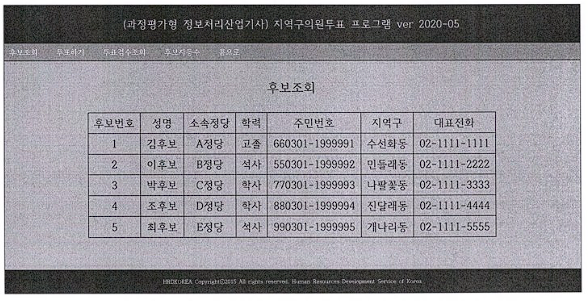 (과정평가형 정보처리산업기사) 지역구의원투표 프로그램 ver 2020-05
후보조회 투표하기 투표검수조회 후보자등수 홈으로
후보조회
후보번호 성명 소속정당 학력 주민번호 지역구 대표전화
1 김후보 A정당 고졸 660301-1999991 수선화동 02-1111-1111
2 이후보 B정당 석사 550301-1999992 민들레동 02-1111-2222
3 박후보 C정당 학사 770301-1999993 나팔꽃동 02-1111-3333
4 조후보 D정당 학사 880301-1999994 진달래동 02-1111-4444
5 최후보 E정당 석사 990301-1999995 개나리동 02-1111-5555
HRDKOREA Copyright©2015 All rights reserved. Human Resources Development Service of Korea